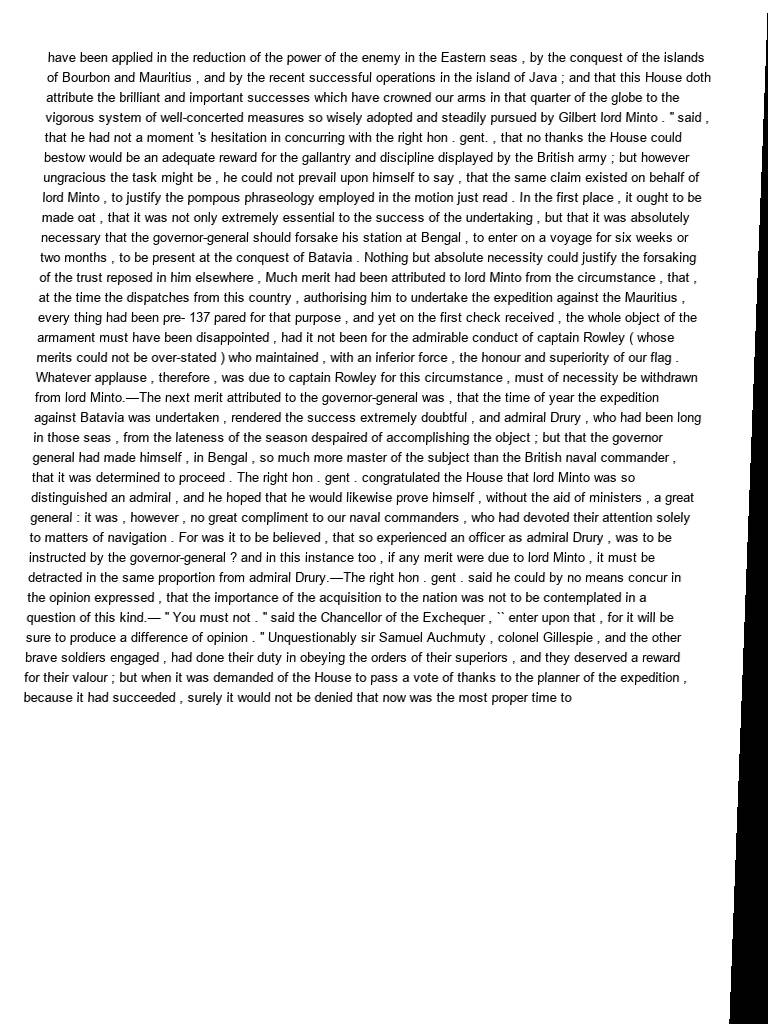 have been applied in the reduction of the power of the enemy in the Eastern seas , by the conquest of the islands
of Bourbon and Mauritius , and by the recent successful operations in the island of Java ; and that this House doth
attribute the brilliant and important successes which have crowned our arms in that quarter of the globe to the
vigorous system of well-concerted measures so wisely adopted and steadily pursued by Gilbert lord Minto . " said ,
that he had not a moment 's hesitation in concurring with the right hon . gent. , that no thanks the House could
bestow would be an adequate reward for the gallantry and discipline displayed by the British army ; but however
ungracious the task might be , he could not prevail upon himself to say , that the same claim existed on behalf of
lord Minto , to justify the pompous phraseology employed in the motion just read . In the first place , it ought to be
made oat , that it was not only extremely essential to the success of the undertaking , but that it was absolutely
necessary that the governor-general should forsake his station at Bengal , to enter on a voyage for six weeks or
two months , to be present at the conquest of Batavia . Nothing but absolute necessity could justify the forsaking
of the trust reposed in him elsewhere , Much merit had been attributed to lord Minto from the circumstance , that ,
at the time the dispatches from this country , authorising him to undertake the expedition against the Mauritius ,
every thing had been pre- 137 pared for that purpose , and yet on the first check received , the whole object of the
armament must have been disappointed , had it not been for the admirable conduct of captain Rowley ( whose
merits could not be over-stated ) who maintained , with an inferior force , the honour and superiority of our flag .
Whatever applause , therefore , was due to captain Rowley for this circumstance , must of necessity be withdrawn
from lord Minto.—The next merit attributed to the governor-general was , that the time of year the expedition
against Batavia was undertaken , rendered the success extremely doubtful , and admiral Drury , who had been long
in those seas , from the lateness of the season despaired of accomplishing the object ; but that the governor
general had made himself , in Bengal , so much more master of the subject than the British naval commander ,
that it was determined to proceed . The right hon . gent . congratulated the House that lord Minto was so
distinguished an admiral , and he hoped that he would likewise prove himself , without the aid of ministers , a great
general : it was , however , no great compliment to our naval commanders , who had devoted their attention solely
to matters of navigation . For was it to be believed , that so experienced an officer as admiral Drury , was to be
instructed by the governor-general ? and in this instance too , if any merit were due to lord Minto , it must be
detracted in the same proportion from admiral Drury.—The right hon . gent . said he could by no means concur in
the opinion expressed , that the importance of the acquisition to the nation was not to be contemplated in a
question of this kind.— " You must not . " said the Chancellor of the Exchequer , `` enter upon that , for it will be
sure to produce a difference of opinion . " Unquestionably sir Samuel Auchmuty , colonel Gillespie , and the other
brave soldiers engaged , had done their duty in obeying the orders of their superiors , and they deserved a reward
for their valour ; but when it was demanded of the House to pass a vote of thanks to the planner of the expedition ,
because it had succeeded , surely it would not be denied that now was the most proper time to